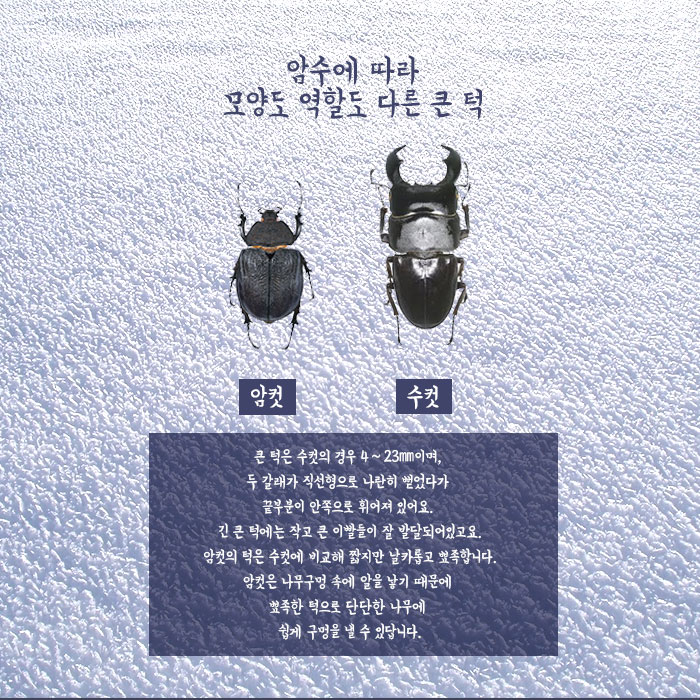 암수에 따라
모양도 역할도 다른 큰 턱
암컷
수컷
큰 턱은 수컷의 경우 4 ~ 23㎜이며,
두 갈래가 직선형으로 나란히 뻗었다가
끝부분이 안쪽으로 휘어져 있어요.
긴 큰 턱에는 작고 큰 이빨들이 잘 발달되어있고요.
암컷의 턱은 수컷에 비교해 짧지만 날카롭고 뾰족합니다.
암컷은 나무구멍 속에 알을 낳기 때문에
뾰족한 턱으로 단단한 나무에
쉽게 구멍을 낼 수 있답니다.